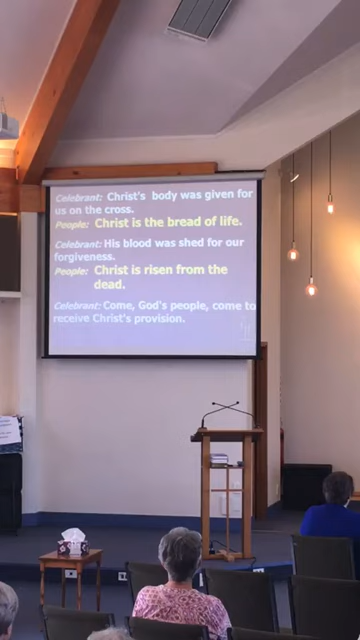 Celebrant: Christ's body was given for
us on the cross.
People: Christ is the bread of life.
Celebrant: His blood was shed for our
forgiveness.
People: Christ is risen from the
dead.
Celebrant: Come, God's people, come to
receive Christ's provision.